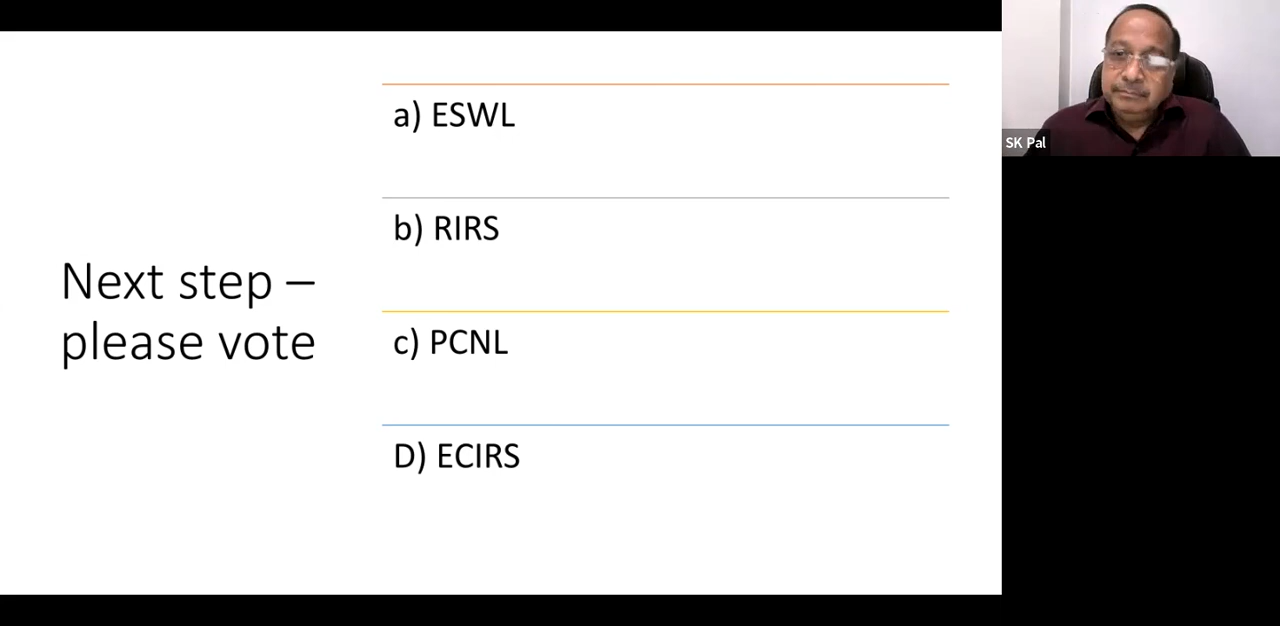 Next step –
please vote
a) ESWL
b) RIRS
c) PCNL
D) ECIRS
SK Pal